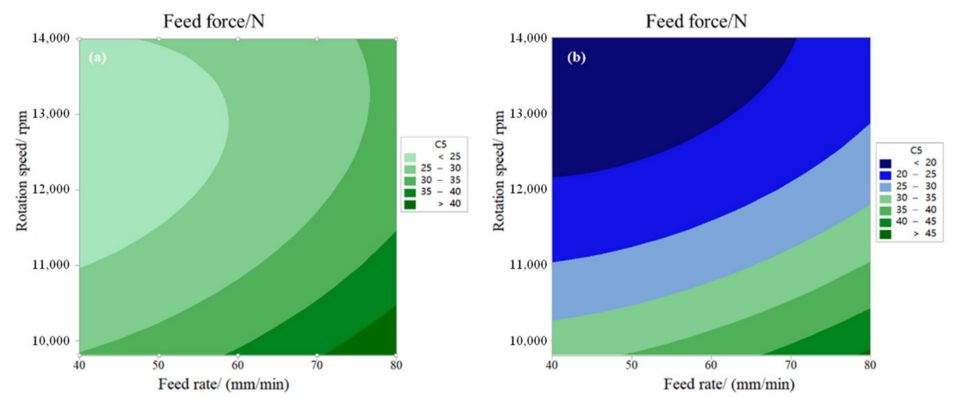 Feed force/N
(a)
Rotation speed/ rpm
14,000
13,000
12,000
11,000
10,000
40 50 60 70 80
Feed rate/ (mm/min)
C5
< 25
25 – 30
30 – 35
35 – 40
> 40
Feed force/N
(b)
Rotation speed/ rpm
14,000
13,000
12,000
11,000
10,000
40 50 60 70 80
Feed rate/ (mm/min)
C5
< 20
20 – 25
25 – 30
30 – 35
35 – 40
40 – 45
> 45